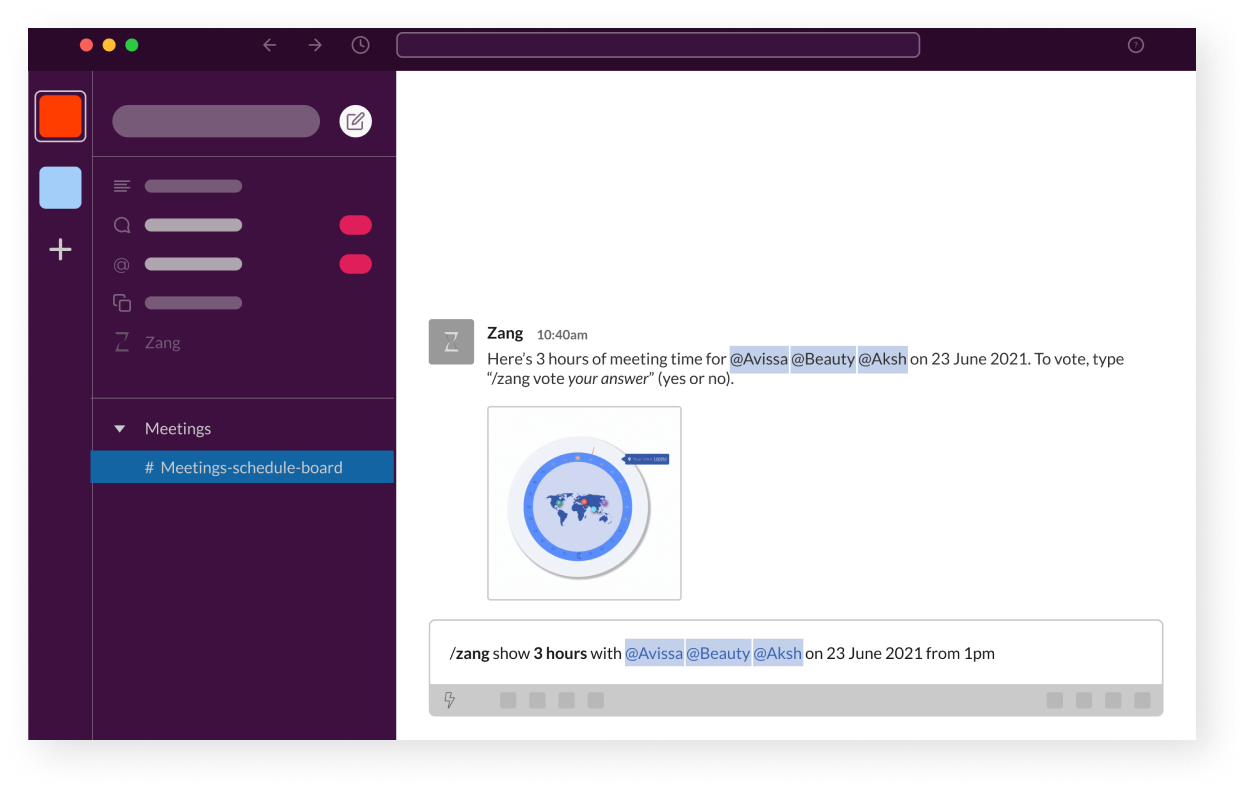 Zang
Meetings
# Meetings-schedule-board
Zang 10:40am
Here’s 3 hours of meeting time for @Avissa @Beauty @Aksh on 23 June 2021. To vote, type
“/zang vote your answer” (yes or no).
/zang show 3 hours with @Avissa @Beauty @Aksh on 23 June 2021 from 1pm